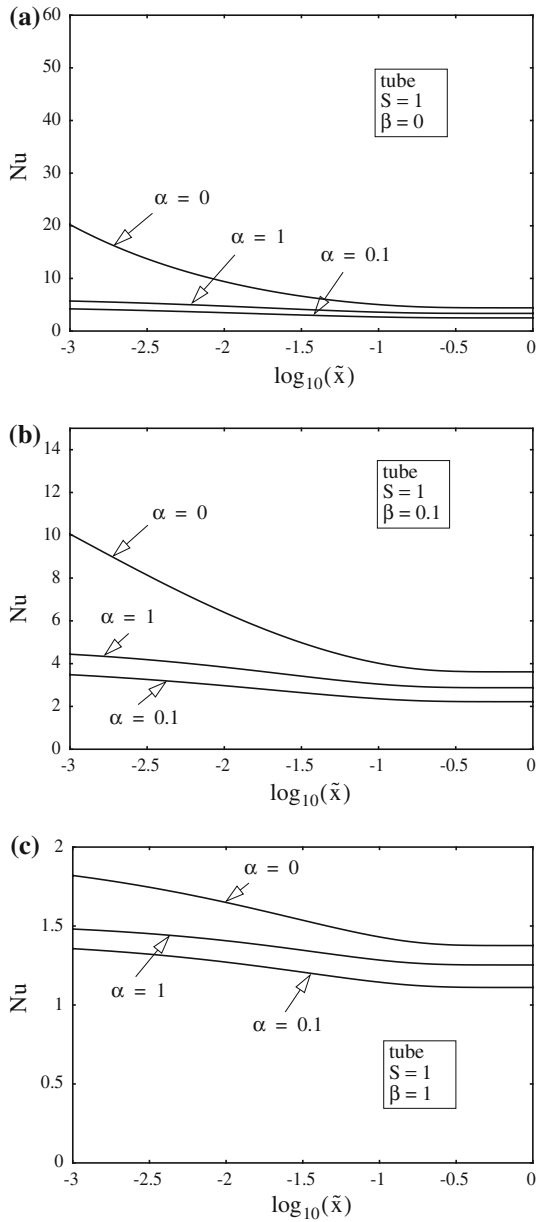 (a)
60
50
40
30
20
10
0
Nu
tube
S = 1
β = 0
α = 0
α = 1
α = 0.1
-3 -2.5 -2 -1.5 -1 -0.5 0
log₁₀(x̃)
(b)
14
12
10
8
6
4
2
0
Nu
tube
S = 1
β = 0.1
α = 0
α = 1
α = 0.1
-3 -2.5 -2 -1.5 -1 -0.5 0
log₁₀(x̃)
(c)
2
1.5
1
0.5
0
Nu
α = 0
α = 1
α = 0.1
tube
S = 1
β = 1
-3 -2.5 -2 -1.5 -1 -0.5 0
log₁₀(x̃)